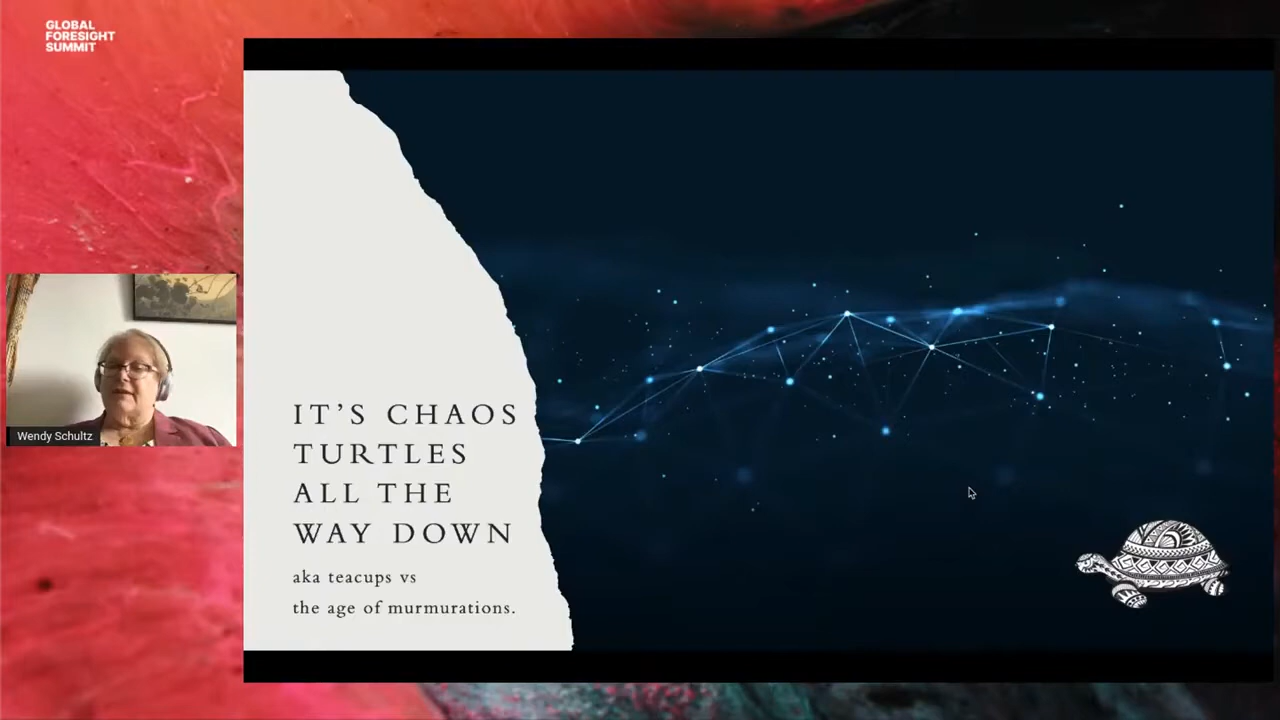 GLOBAL
FORESIGHT
SUMMIT
Wendy Schultz
IT’S CHAOS
TURTLES
ALL THE
WAY DOWN
aka teacups vs
the age of murmurations.